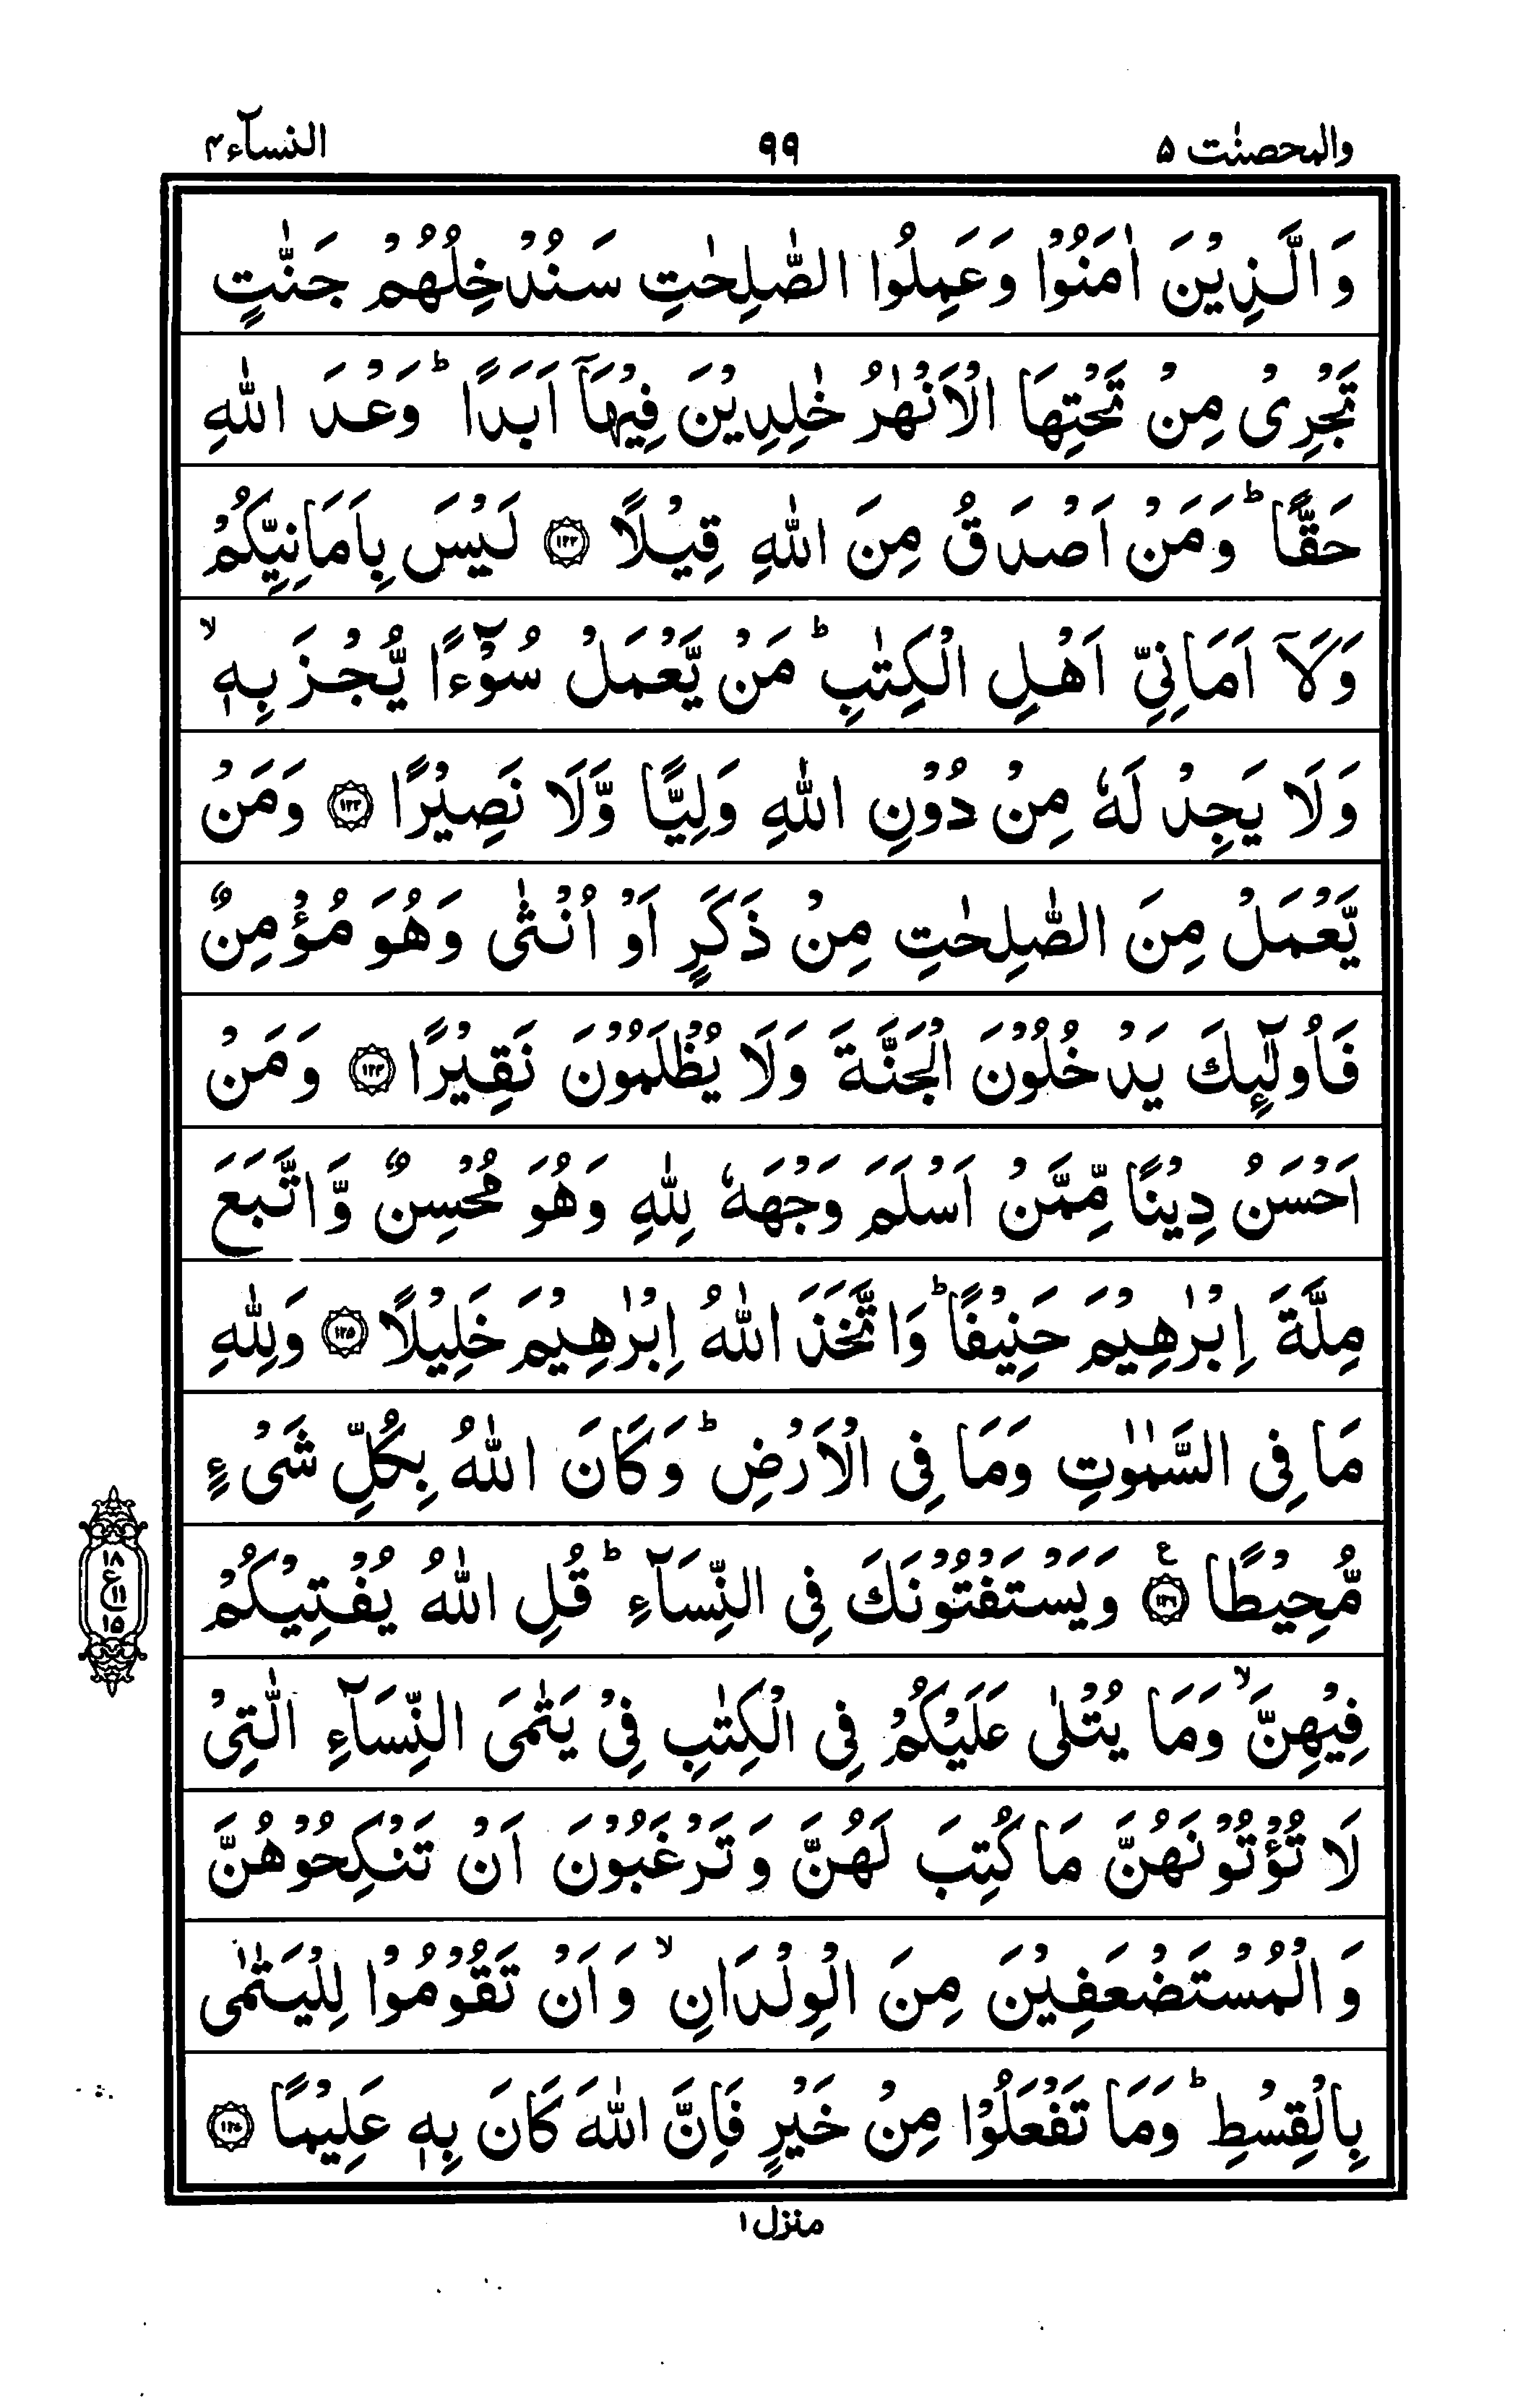 والمحصنٰت ۵ ۹۹ النسآء ۴
وَالَّذِيْنَ اٰمَنُوْا وَعَمِلُوا الصّٰلِحٰتِ سَنُدْخِلُهُمْ جَنّٰتٍ
تَجْرِىْ مِنْ تَحْتِهَا الْاَنْهٰرُ خٰلِدِيْنَ فِيْهَآ اَبَدًا ؕ وَعْدَ اللّٰهِ
حَقًّا ؕ وَمَنْ اَصْدَقُ مِنَ اللّٰهِ قِيْلًا ﴿۱۲۲﴾ لَيْسَ بِاَمَانِيِّكُمْ
وَلَآ اَمَانِىِّ اَهْلِ الْكِتٰبِ ؕ مَنْ يَّعْمَلْ سُوْٓءًا يُّجْزَ بِهٖ ۙ
وَلَا يَجِدْ لَهٗ مِنْ دُوْنِ اللّٰهِ وَلِيًّا وَّلَا نَصِيْرًا ﴿۱۲۳﴾ وَمَنْ
يَّعْمَلْ مِنَ الصّٰلِحٰتِ مِنْ ذَكَرٍ اَوْ اُنْثٰى وَهُوَ مُؤْمِنٌ
فَاُولٰٓئِكَ يَدْخُلُوْنَ الْجَنَّةَ وَلَا يُظْلَمُوْنَ نَقِيْرًا ﴿۱۲۴﴾ وَمَنْ
اَحْسَنُ دِيْنًا مِّمَّنْ اَسْلَمَ وَجْهَهٗ لِلّٰهِ وَهُوَ مُحْسِنٌ وَّاتَّبَعَ
مِلَّةَ اِبْرٰهِيْمَ حَنِيْفًا ؕ وَاتَّخَذَ اللّٰهُ اِبْرٰهِيْمَ خَلِيْلًا ﴿۱۲۵﴾ وَلِلّٰهِ
مَا فِى السَّمٰوٰتِ وَمَا فِى الْاَرْضِ ؕ وَكَانَ اللّٰهُ بِكُلِّ شَىْءٍ
مُّحِيْطًا ﴿۱۲۶﴾ ع وَيَسْتَفْتُوْنَكَ فِى النِّسَآءِ ؕ قُلِ اللّٰهُ يُفْتِيْكُمْ
۱۸ ع ۱۱ ۱۵
فِيْهِنَّ ۙ وَمَا يُتْلٰى عَلَيْكُمْ فِى الْكِتٰبِ فِىْ يَتٰمَى النِّسَآءِ الّٰتِىْ
لَا تُؤْتُوْنَهُنَّ مَا كُتِبَ لَهُنَّ وَتَرْغَبُوْنَ اَنْ تَنْكِحُوْهُنَّ
وَالْمُسْتَضْعَفِيْنَ مِنَ الْوِلْدَانِ ۙ وَاَنْ تَقُوْمُوْا لِلْيَتٰمٰى
بِالْقِسْطِ ؕ وَمَا تَفْعَلُوْا مِنْ خَيْرٍ فَاِنَّ اللّٰهَ كَانَ بِهٖ عَلِيْمًا ﴿۱۲۷﴾
منزل ۱